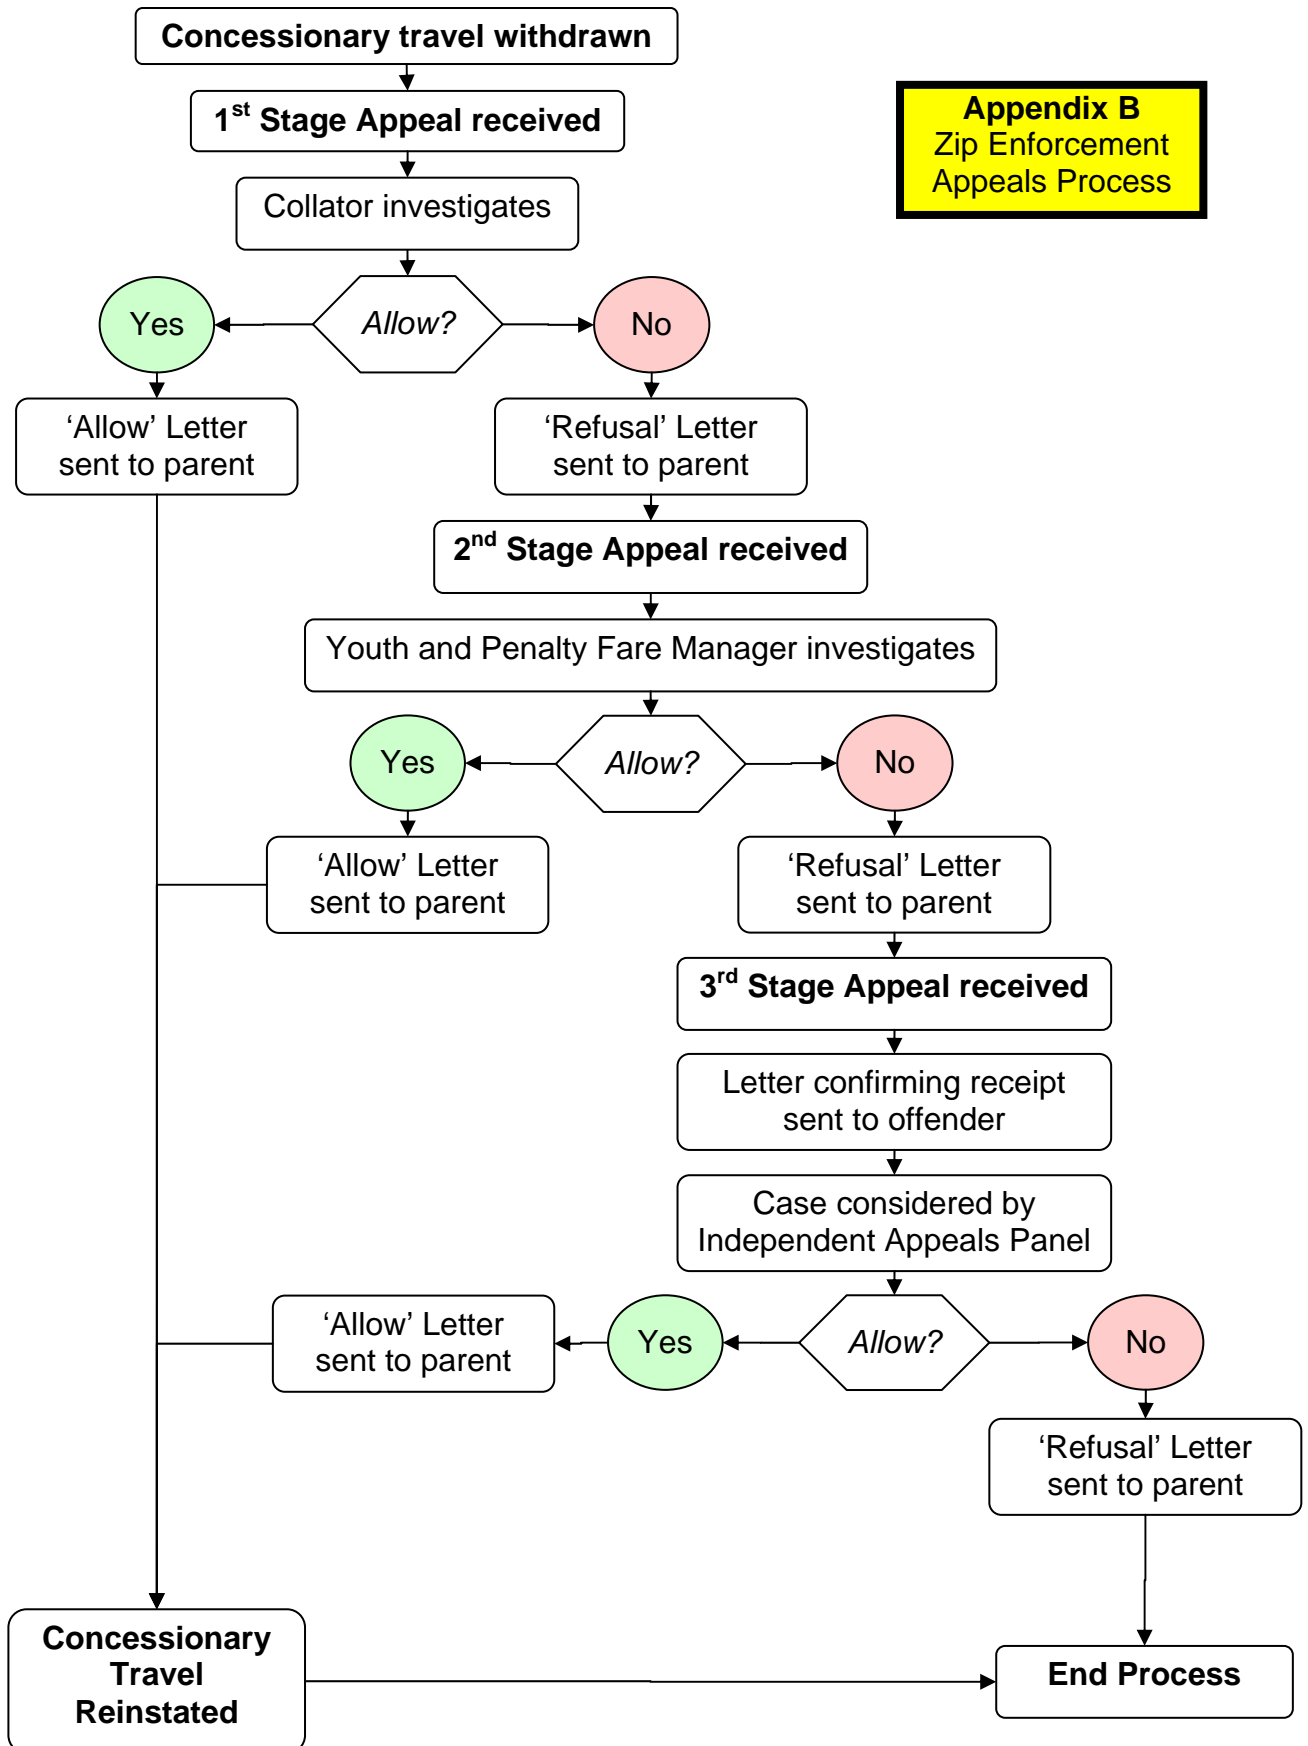 Concessionary travel withdrawn
1st Stage Appeal received
Appendix B
Zip Enforcement
Appeals Process
Collator investigates
Yes
Allow?
No
‘Allow’ Letter
sent to parent
‘Refusal’ Letter
sent to parent
2nd Stage Appeal received
Youth and Penalty Fare Manager investigates
Yes
Allow?
No
‘Allow’ Letter
sent to parent
‘Refusal’ Letter
sent to parent
3rd Stage Appeal received
Letter confirming receipt
sent to offender
Case considered by
Independent Appeals Panel
‘Allow’ Letter
sent to parent
Yes
Allow?
No
‘Refusal’ Letter
sent to parent
Concessionary
Travel
Reinstated
End Process